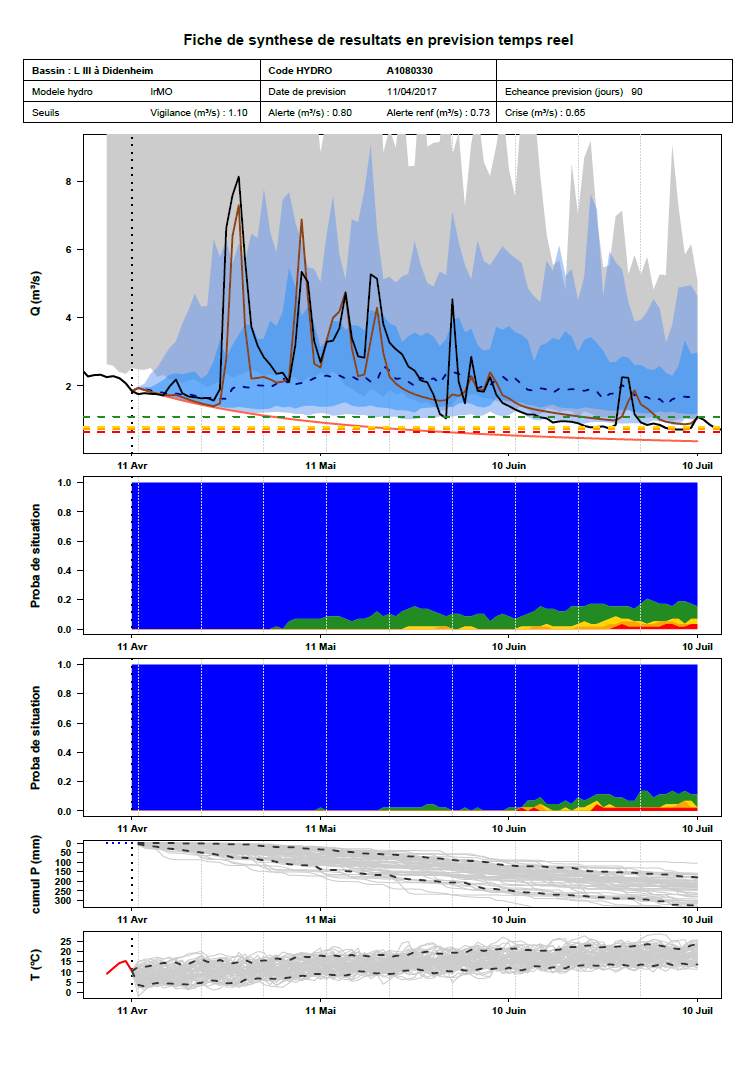 Fiche de synthese de resultats en prevision temps reel
Bassin : L III à Didenheim Code HYDRO A1080330
Modele hydro lrMO Date de prevision 11/04/2017 Echeance prevision (jours) 90
Seuils Vigilance (m³/s) : 1.10 Alerte (m³/s) : 0.80 Alerte renf (m³/s) : 0.73 Crise (m³/s) : 0.65
Q (m³/s)
8
6
4
2
11 Avr 11 Mai 10 Juin 10 Juil
Proba de situation
1.0
0.8
0.6
0.4
0.2
0.0
11 Avr 11 Mai 10 Juin 10 Juil
Proba de situation
1.0
0.8
0.6
0.4
0.2
0.0
11 Avr 11 Mai 10 Juin 10 Juil
cumul P (mm)
0
50
100
150
200
250
300
11 Avr 11 Mai 10 Juin 10 Juil
T (°C)
25
20
15
10
5
0
11 Avr 11 Mai 10 Juin 10 Juil